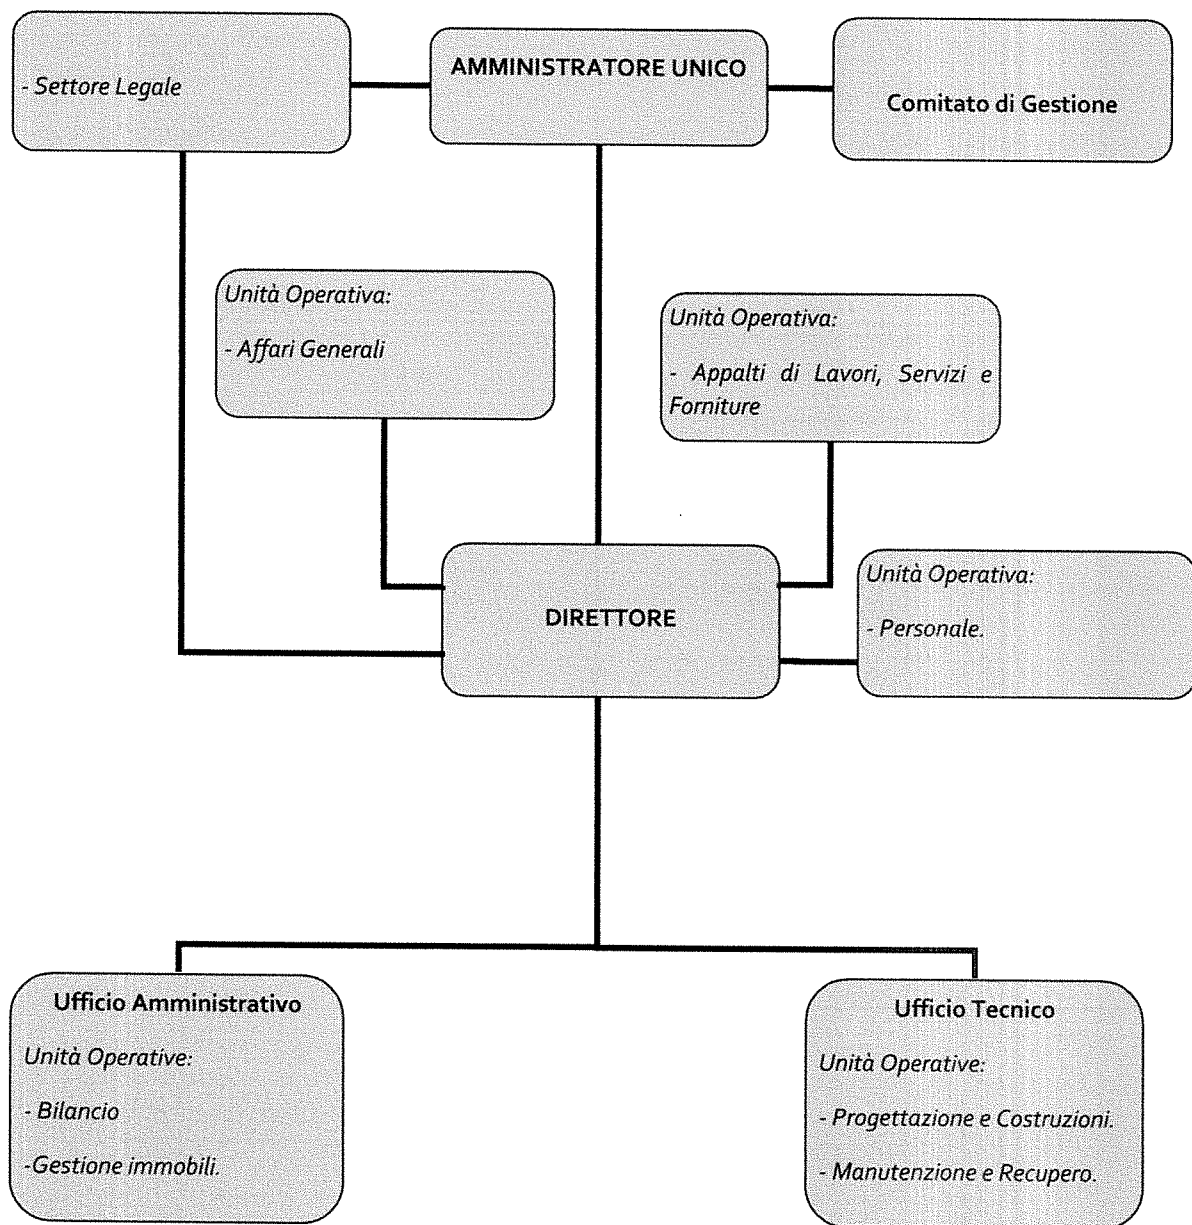 - Settore Legale
AMMINISTRATORE UNICO
Comitato di Gestione
Unità Operativa:
- Affari Generali
Unità Operativa:
- Appalti di Lavori, Servizi e
Forniture
DIRETTORE
Unità Operativa:
- Personale.
Ufficio Amministrativo
Unità Operative:
- Bilancio
-Gestione immobili.
Ufficio Tecnico
Unità Operative:
- Progettazione e Costruzioni.
- Manutenzione e Recupero.